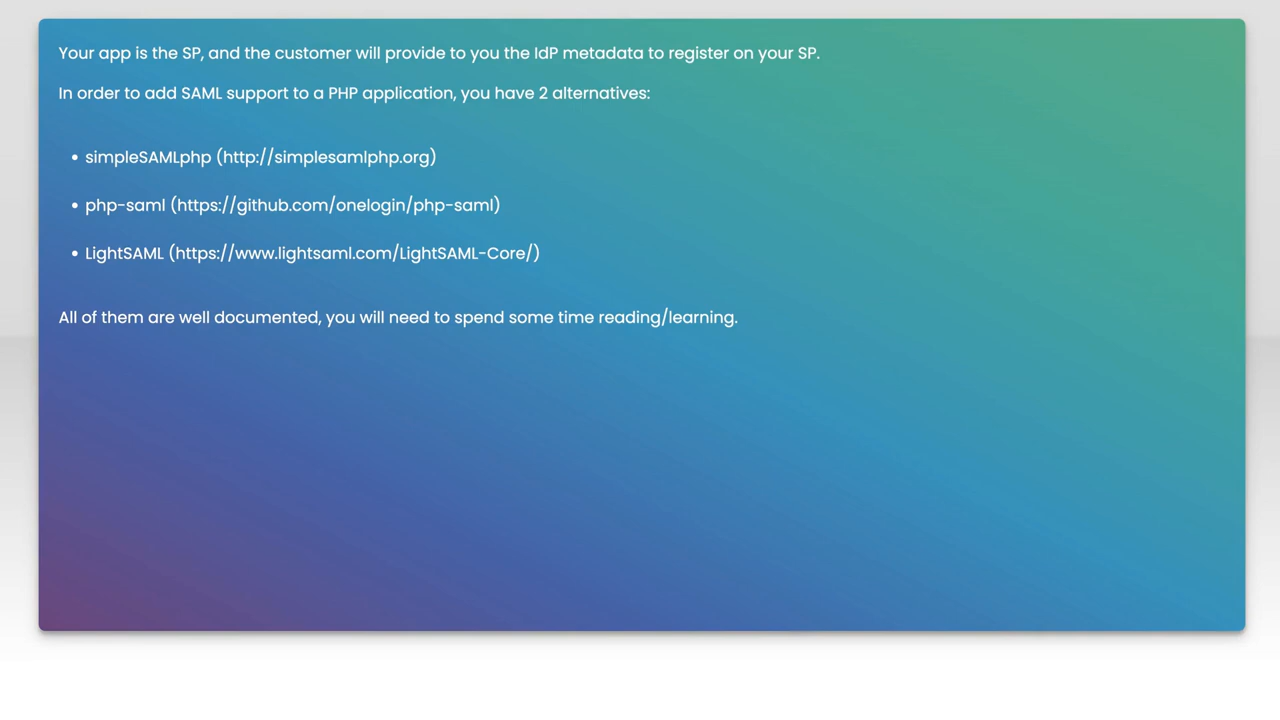 Your app is the SP, and the customer will provide to you the IdP metadata to register on your SP.
In order to add SAML support to a PHP application, you have 2 alternatives:
• simpleSAMLphp (http://simplesamlphp.org)
• php-saml (https://github.com/onelogin/php-saml)
• LightSAML (https://www.lightsaml.com/LightSAML-Core/)
All of them are well documented, you will need to spend some time reading/learning.